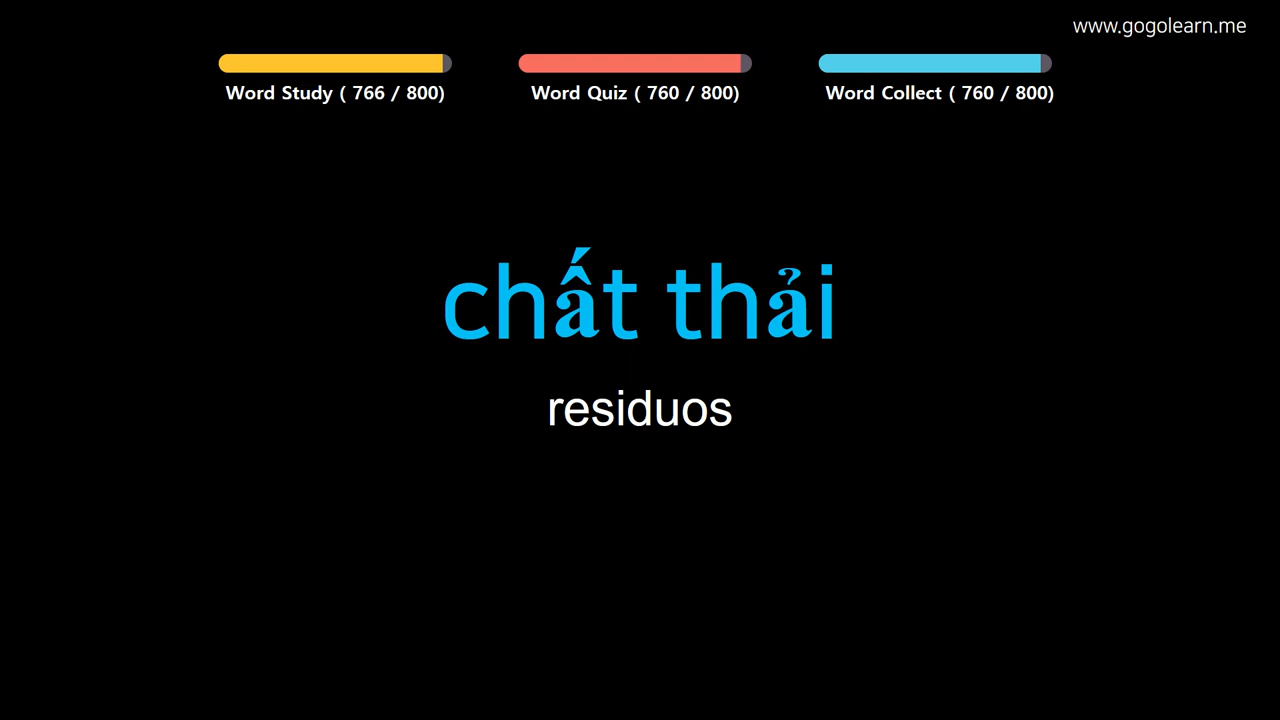 www.gogolearn.me
Word Study ( 766 / 800)
Word Quiz ( 760 / 800)
Word Collect ( 760 / 800)
chất thải
residuos